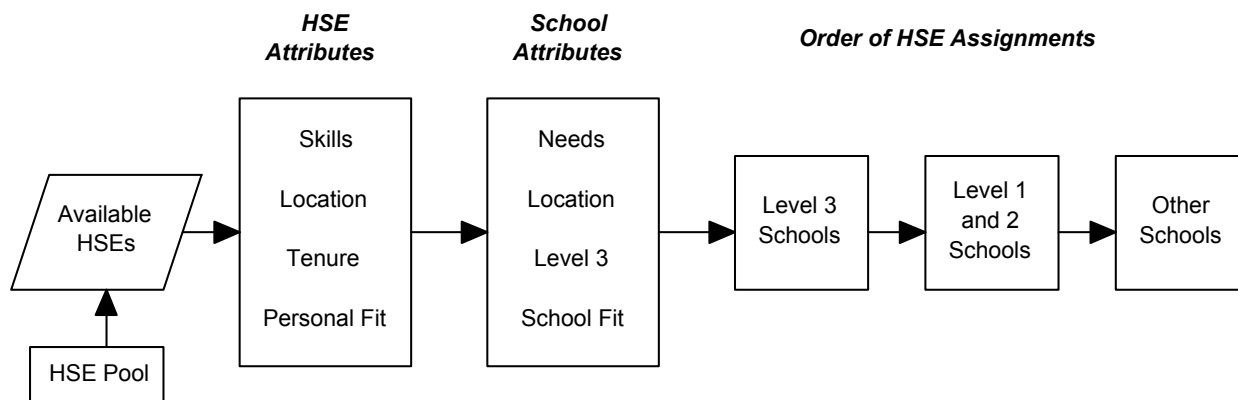 HSE
Attributes
School
Attributes
Order of HSE Assignments
Available
HSEs
HSE Pool
Skills
Location
Tenure
Personal Fit
Needs
Location
Level 3
School Fit
Level 3
Schools
Level 1
and 2
Schools
Other
Schools